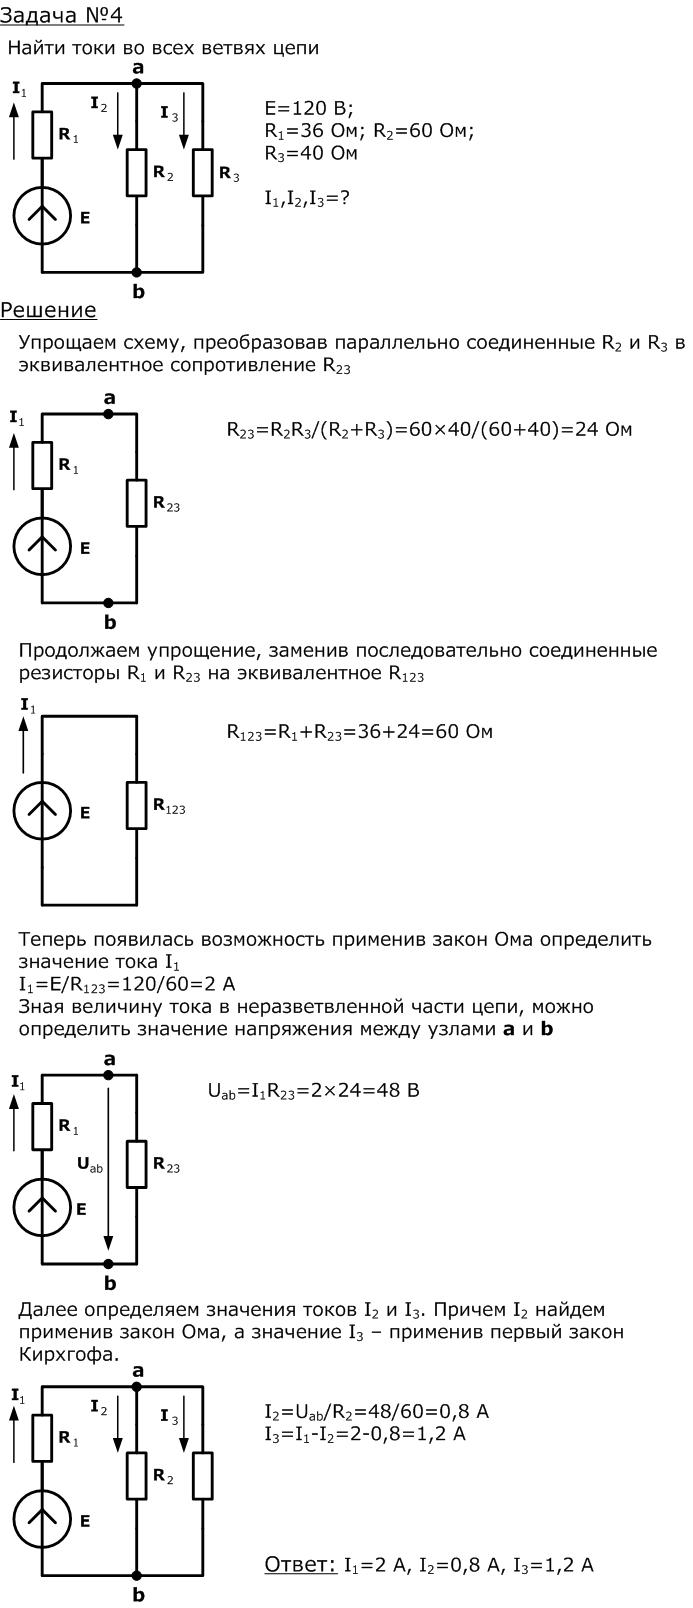 Задача №4
Найти токи во всех ветвях цепи
a
I1
I2
I3
R1
R2
R3
E
b
E=120 В;
R1=36 Ом; R2=60 Ом;
R3=40 Ом
I1,I2,I3=?
Решение
Упрощаем схему, преобразовав параллельно соединенные R2 и R3 в
эквивалентное сопротивление R23
a
I1
R1
R23
E
b
R23=R2R3/(R2+R3)=60×40/(60+40)=24 Ом
Продолжаем упрощение, заменив последовательно соединенные
резисторы R1 и R23 на эквивалентное R123
I1
E
R123
R123=R1+R23=36+24=60 Ом
Теперь появилась возможность применив закон Ома определить
значение тока I1
I1=E/R123=120/60=2 А
Зная величину тока в неразветвленной части цепи, можно
определить значение напряжения между узлами a и b
a
I1
R1
Uab
R23
E
b
Uab=I1R23=2×24=48 В
Далее определяем значения токов I2 и I3. Причем I2 найдем
применив закон Ома, а значение I3 – применив первый закон
Кирхгофа.
a
I1
I2
I3
R1
R2
E
b
I2=Uab/R2=48/60=0,8 А
I3=I1-I2=2-0,8=1,2 А
Ответ: I1=2 А, I2=0,8 А, I3=1,2 А